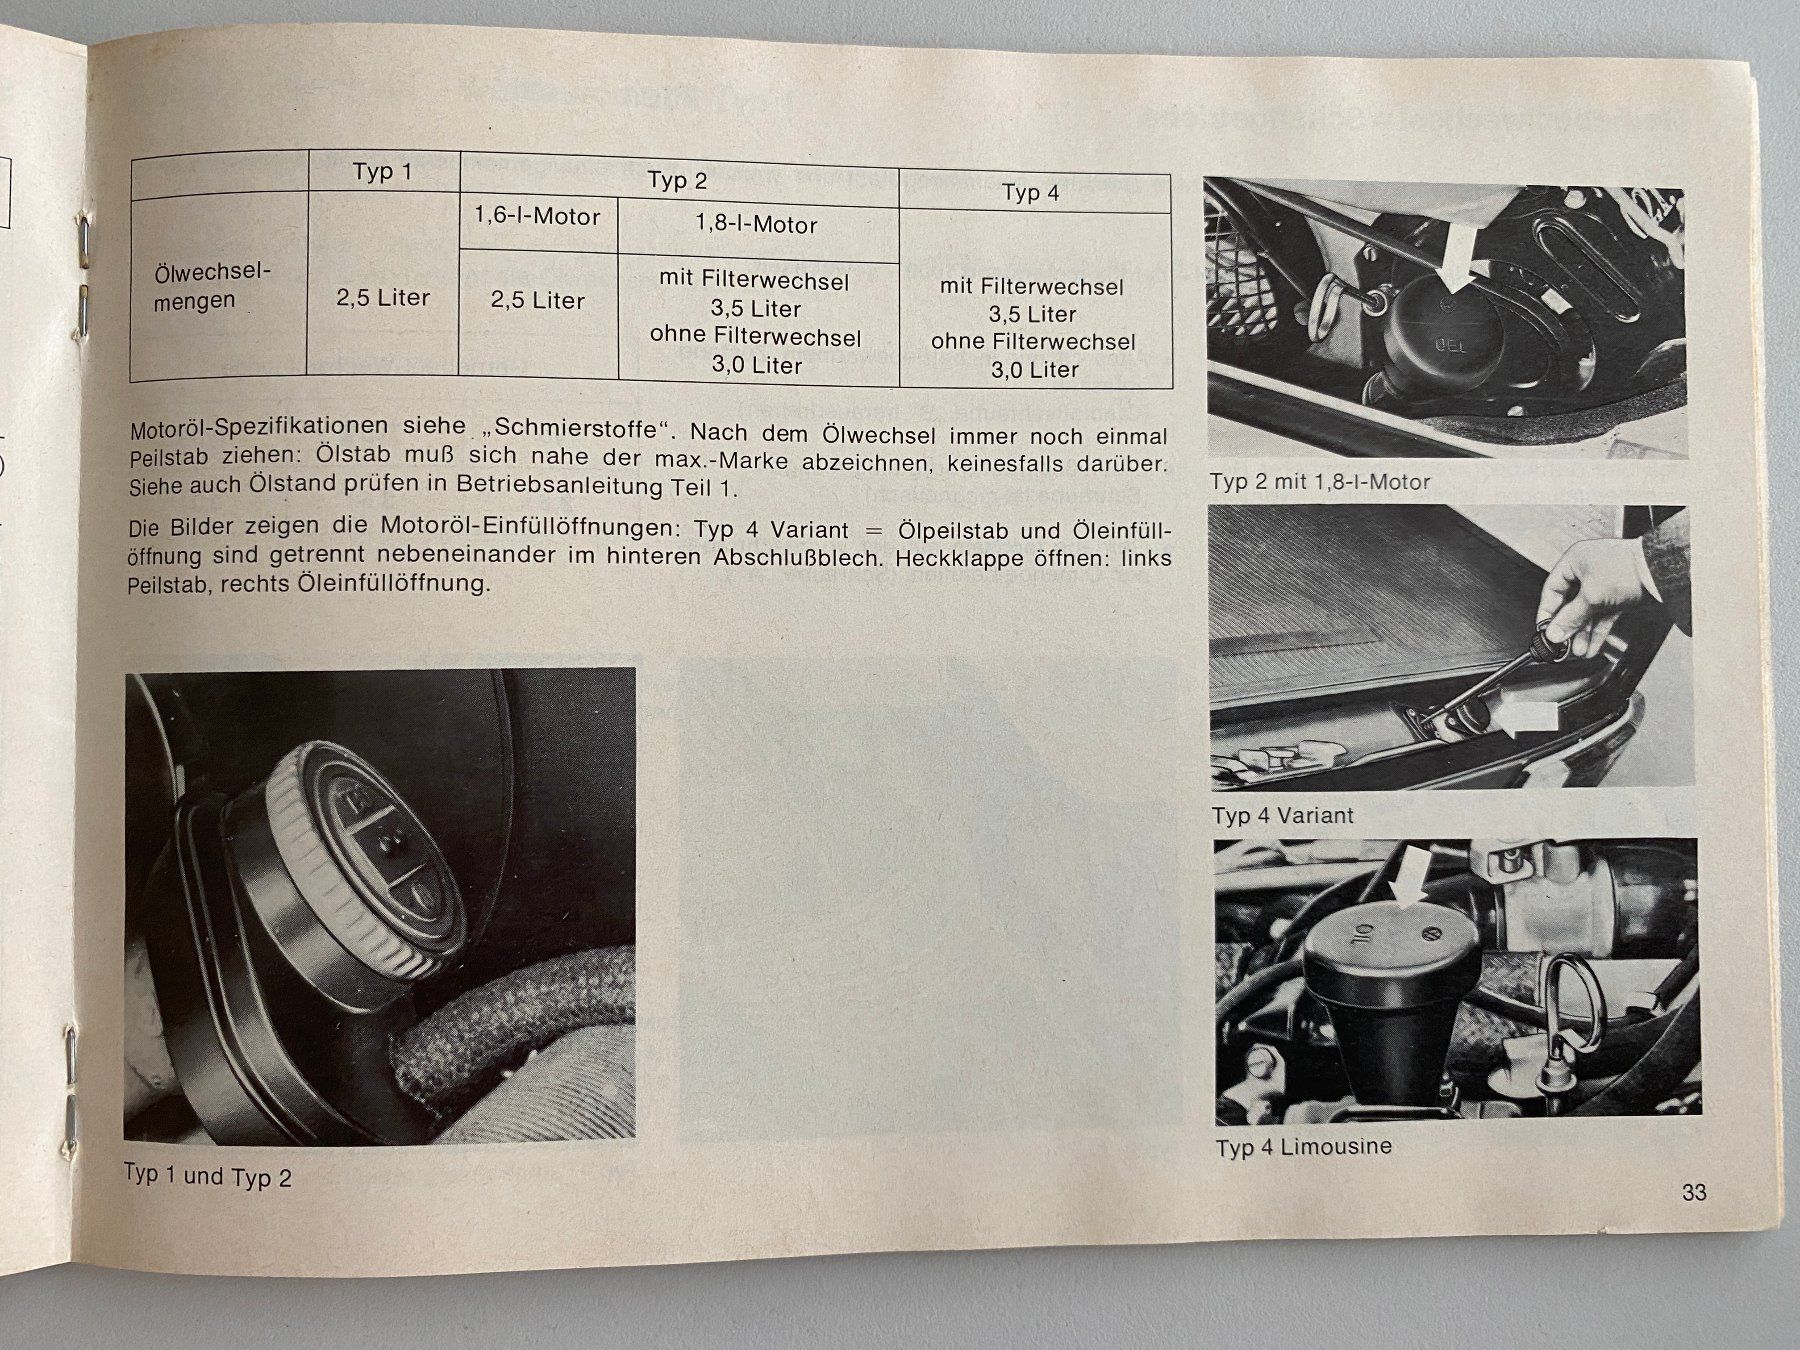 Typ 1 Typ 2 Typ 4
1,6-l-Motor 1,8-l-Motor
Ölwechsel-
mengen
2,5 Liter
2,5 Liter
mit Filterwechsel
3,5 Liter
ohne Filterwechsel
3,0 Liter
mit Filterwechsel
3,5 Liter
ohne Filterwechsel
3,0 Liter
Motoröl-Spezifikationen siehe „Schmierstoffe“. Nach dem Ölwechsel immer noch einmal
Peilstab ziehen: Ölstab muß sich nahe der max.-Marke abzeichnen, keinesfalls darüber.
Siehe auch Ölstand prüfen in Betriebsanleitung Teil 1.
Die Bilder zeigen die Motoröl-Einfüllöffnungen: Typ 4 Variant = Ölpeilstab und Öleinfüll-
öffnung sind getrennt nebeneinander im hinteren Abschlußblech. Heckklappe öffnen: links
Peilstab, rechts Öleinfüllöffnung.
Typ 1 und Typ 2
OEL
Typ 2 mit 1,8-l-Motor
Typ 4 Variant
OIL
Typ 4 Limousine
33